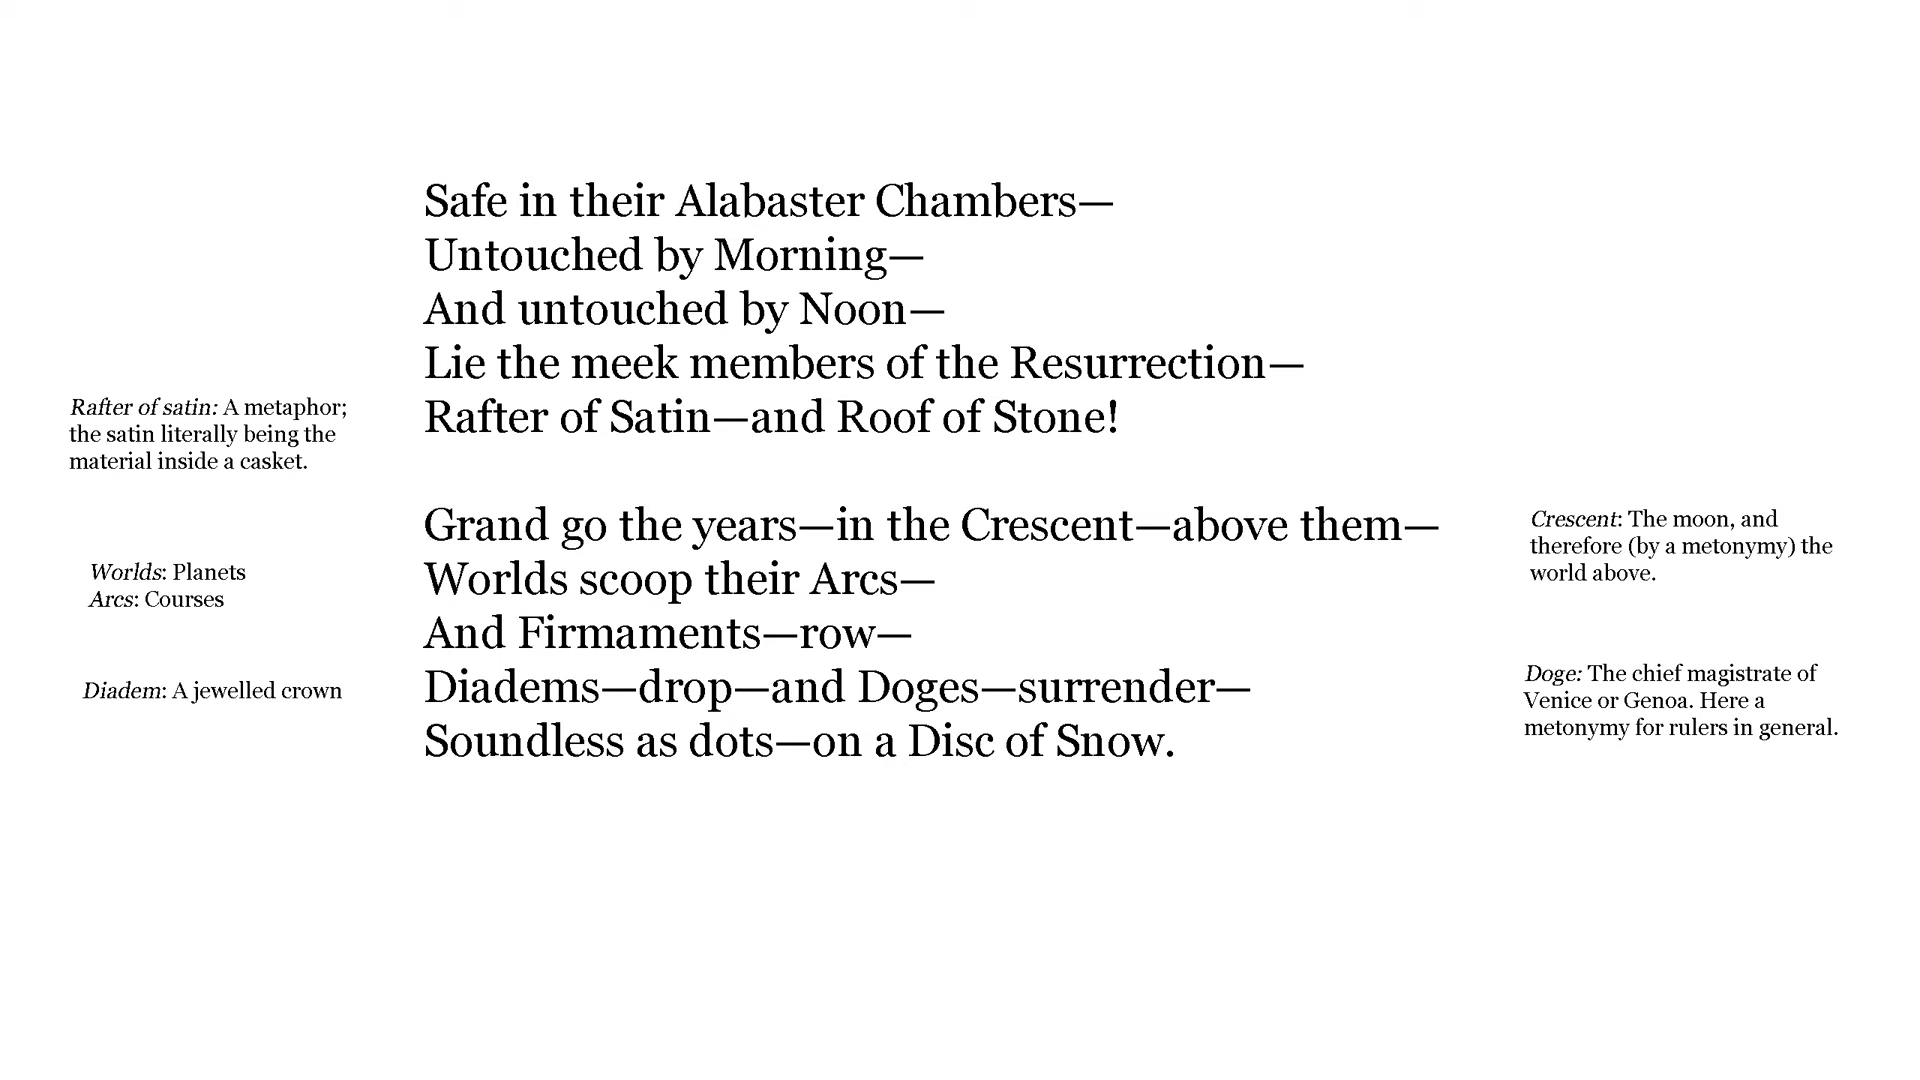 Safe in their Alabaster Chambers—
Untouched by Morning—
And untouched by Noon—
Lie the meek members of the Resurrection—
Rafter of Satin—and Roof of Stone!
Rafter of satin: A metaphor;
the satin literally being the
material inside a casket.
Grand go the years—in the Crescent—above them—
Worlds scoop their Arcs—
And Firmaments—row—
Diadems—drop—and Doges—surrender—
Soundless as dots—on a Disc of Snow.
Worlds: Planets
Arcs: Courses
Diadem: A jewelled crown
Crescent: The moon, and
therefore (by a metonymy) the
world above.
Doge: The chief magistrate of
Venice or Genoa. Here a
metonymy for rulers in general.